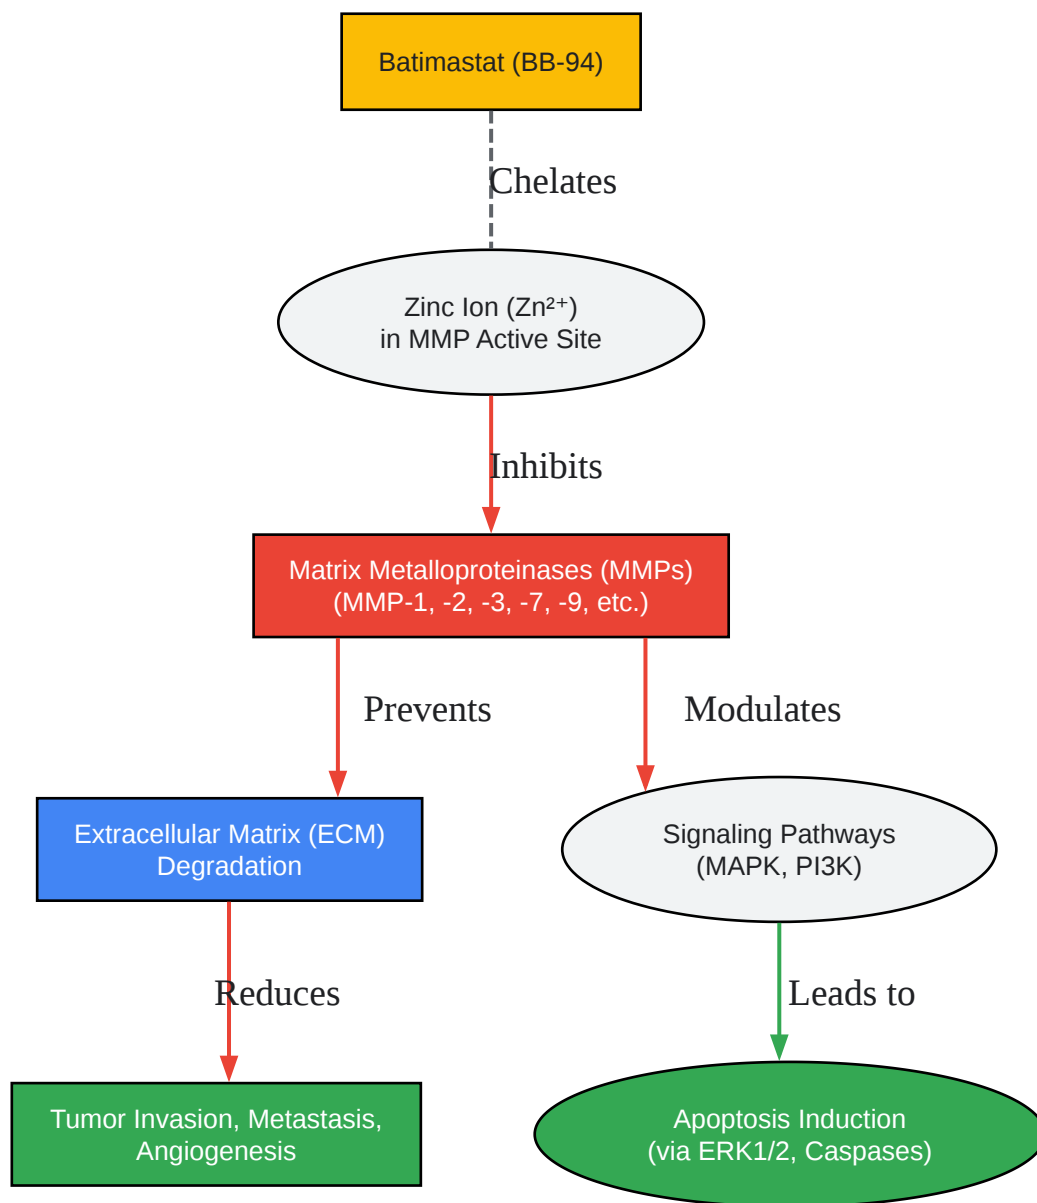 Batimastat (BB-94)
Chelates
Zinc Ion (Zn²⁺)
in MMP Active Site
Inhibits
Matrix Metalloproteinases (MMPs)
(MMP-1, -2, -3, -7, -9, etc.)
Prevents
Modulates
Extracellular Matrix (ECM)
Degradation
Signaling Pathways
(MAPK, PI3K)
Reduces
Leads to
Tumor Invasion, Metastasis,
Angiogenesis
Apoptosis Induction
(via ERK1/2, Caspases)